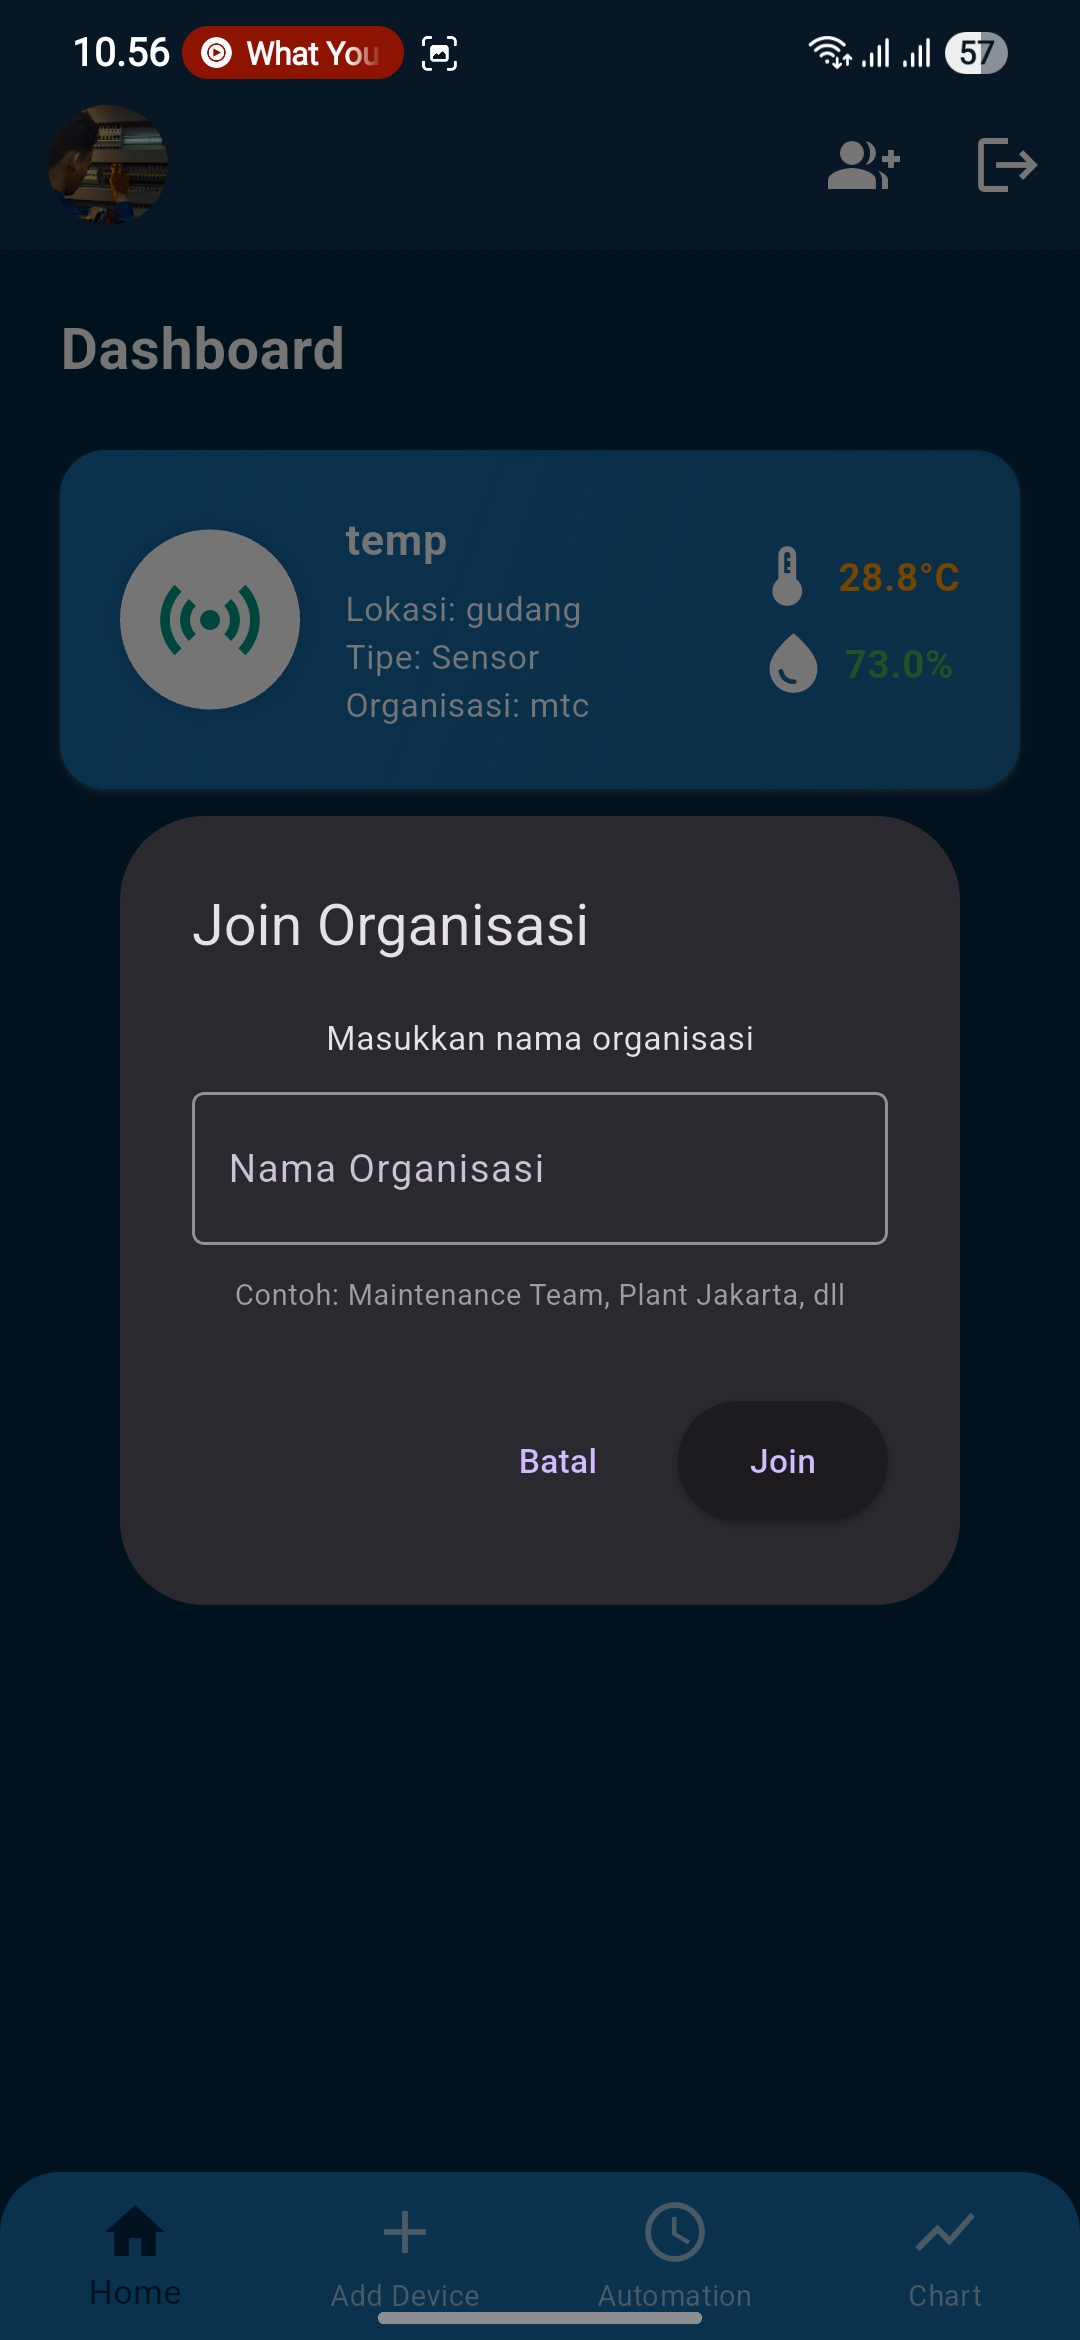 10.56
What You
57
Dashboard
temp
Lokasi: gudang
Tipe: Sensor
Organisasi: mtc
28.8°C
73.0%
Join Organisasi
Masukkan nama organisasi
Nama Organisasi
Contoh: Maintenance Team, Plant Jakarta, dll
Batal
Join
Home
Add Device
Automation
Chart